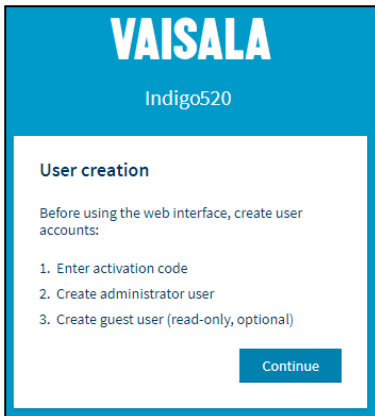 VAISALA
Indigo520
User creation
Before using the web interface, create user
accounts:
1. Enter activation code
2. Create administrator user
3. Create guest user (read-only, optional)
Continue